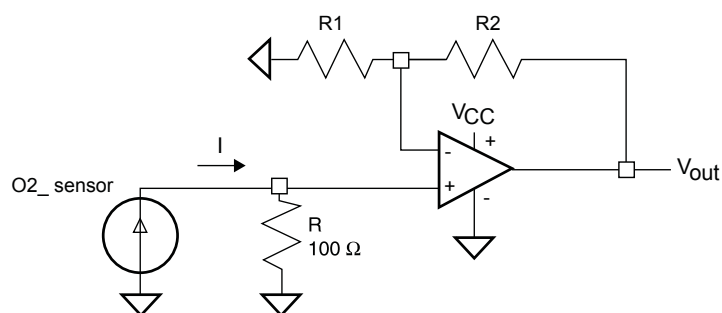 R1
R2
VCC
+
I
-
O2_ sensor
+
Vout
-
R
100 Ω